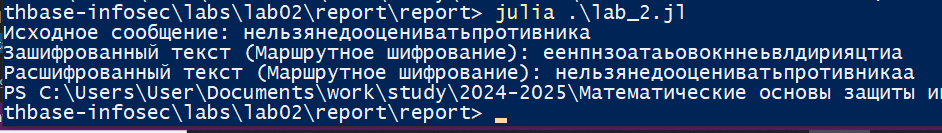 thbase-infosec\labs\lab02\report\report> julia .\lab_2.jl
Исходное сообщение: нельзянедооцениватьпротивника
Зашифрованный текст (Маршрутное шифрование): еенпнзоатаьовокннеьвлдирияцтиа
Расшифрованный текст (Маршрутное шифрование): нельзянедооцениватьпротивникаа
PS C:\Users\User\Documents\work\study\2024-2025\Математические основы защиты ин
thbase-infosec\labs\lab02\report\report>